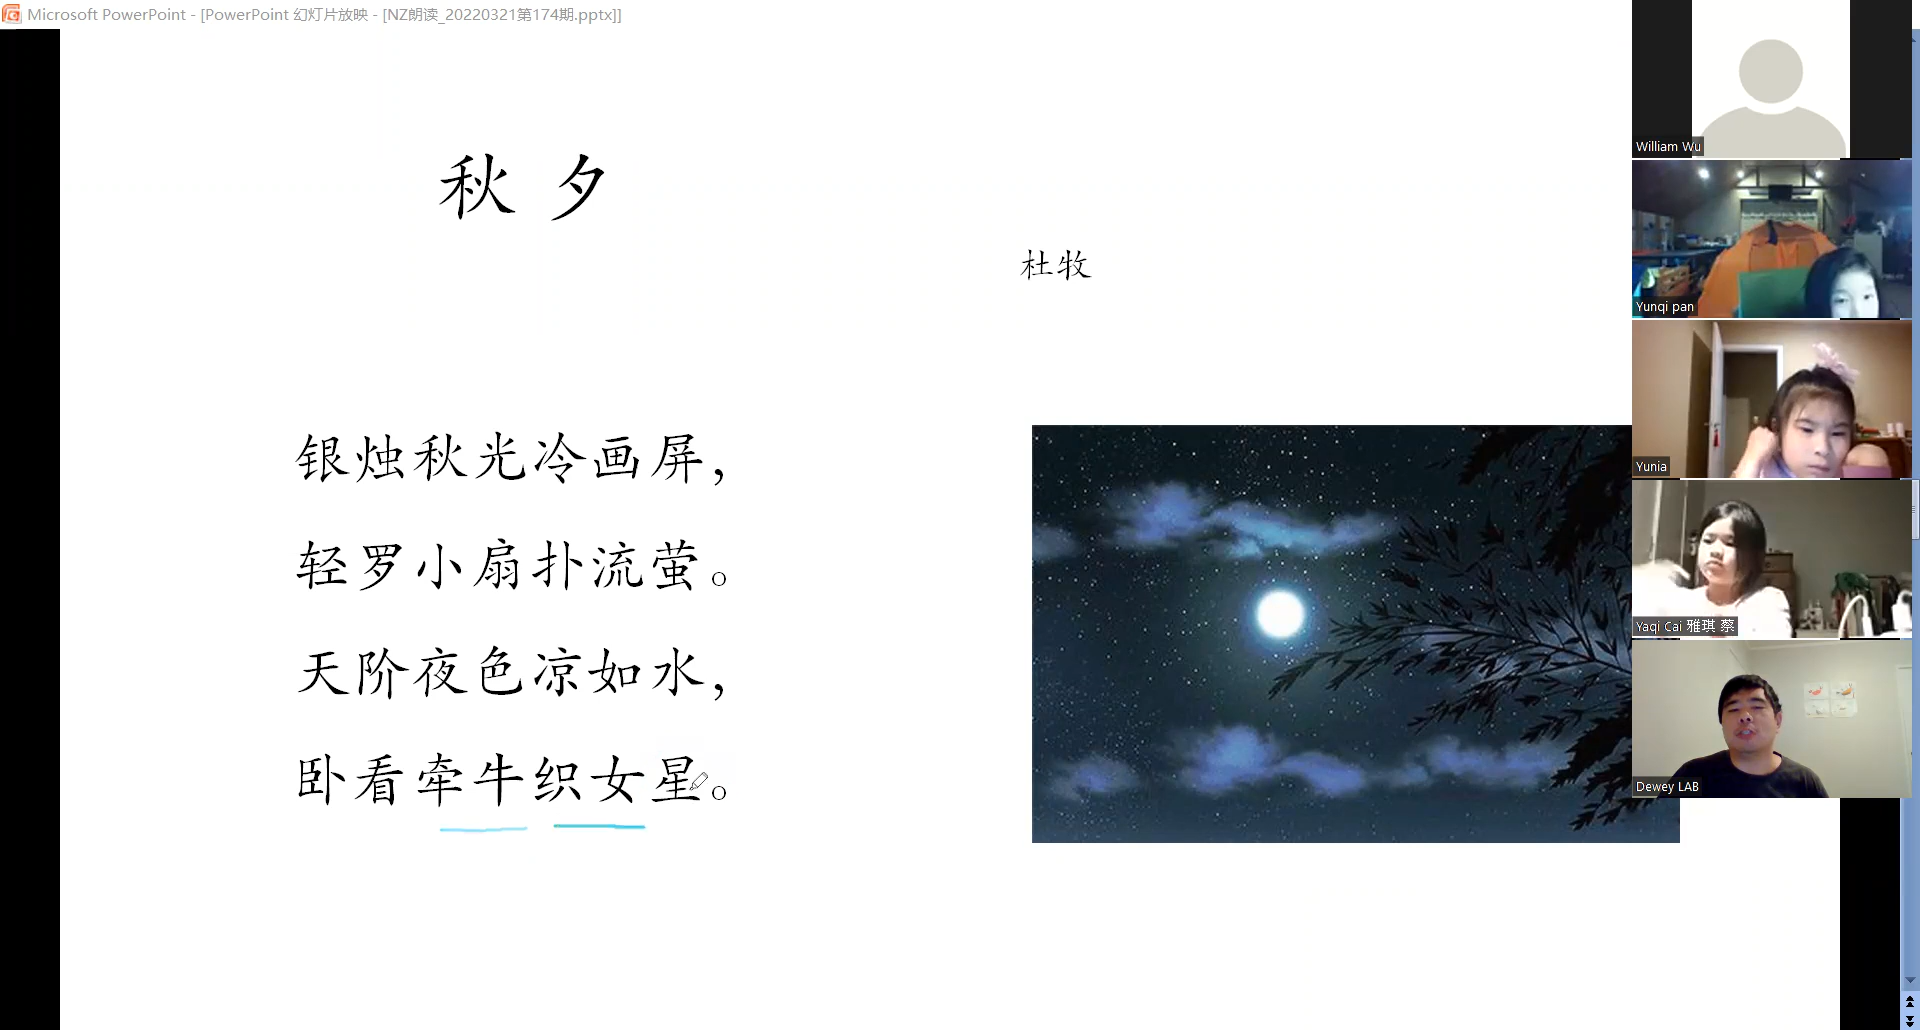 Microsoft PowerPoint - [PowerPoint 幻灯片放映 - [NZ朗读_20220321第174期.pptx]]
秋 夕
杜牧
银烛秋光冷画屏，
轻罗小扇扑流萤。
天阶夜色凉如水，
卧看牵牛织女星。
William Wu
Yunqi pan
Yunia
Yaqi Cai 雅琪 蔡
Dewey LAB